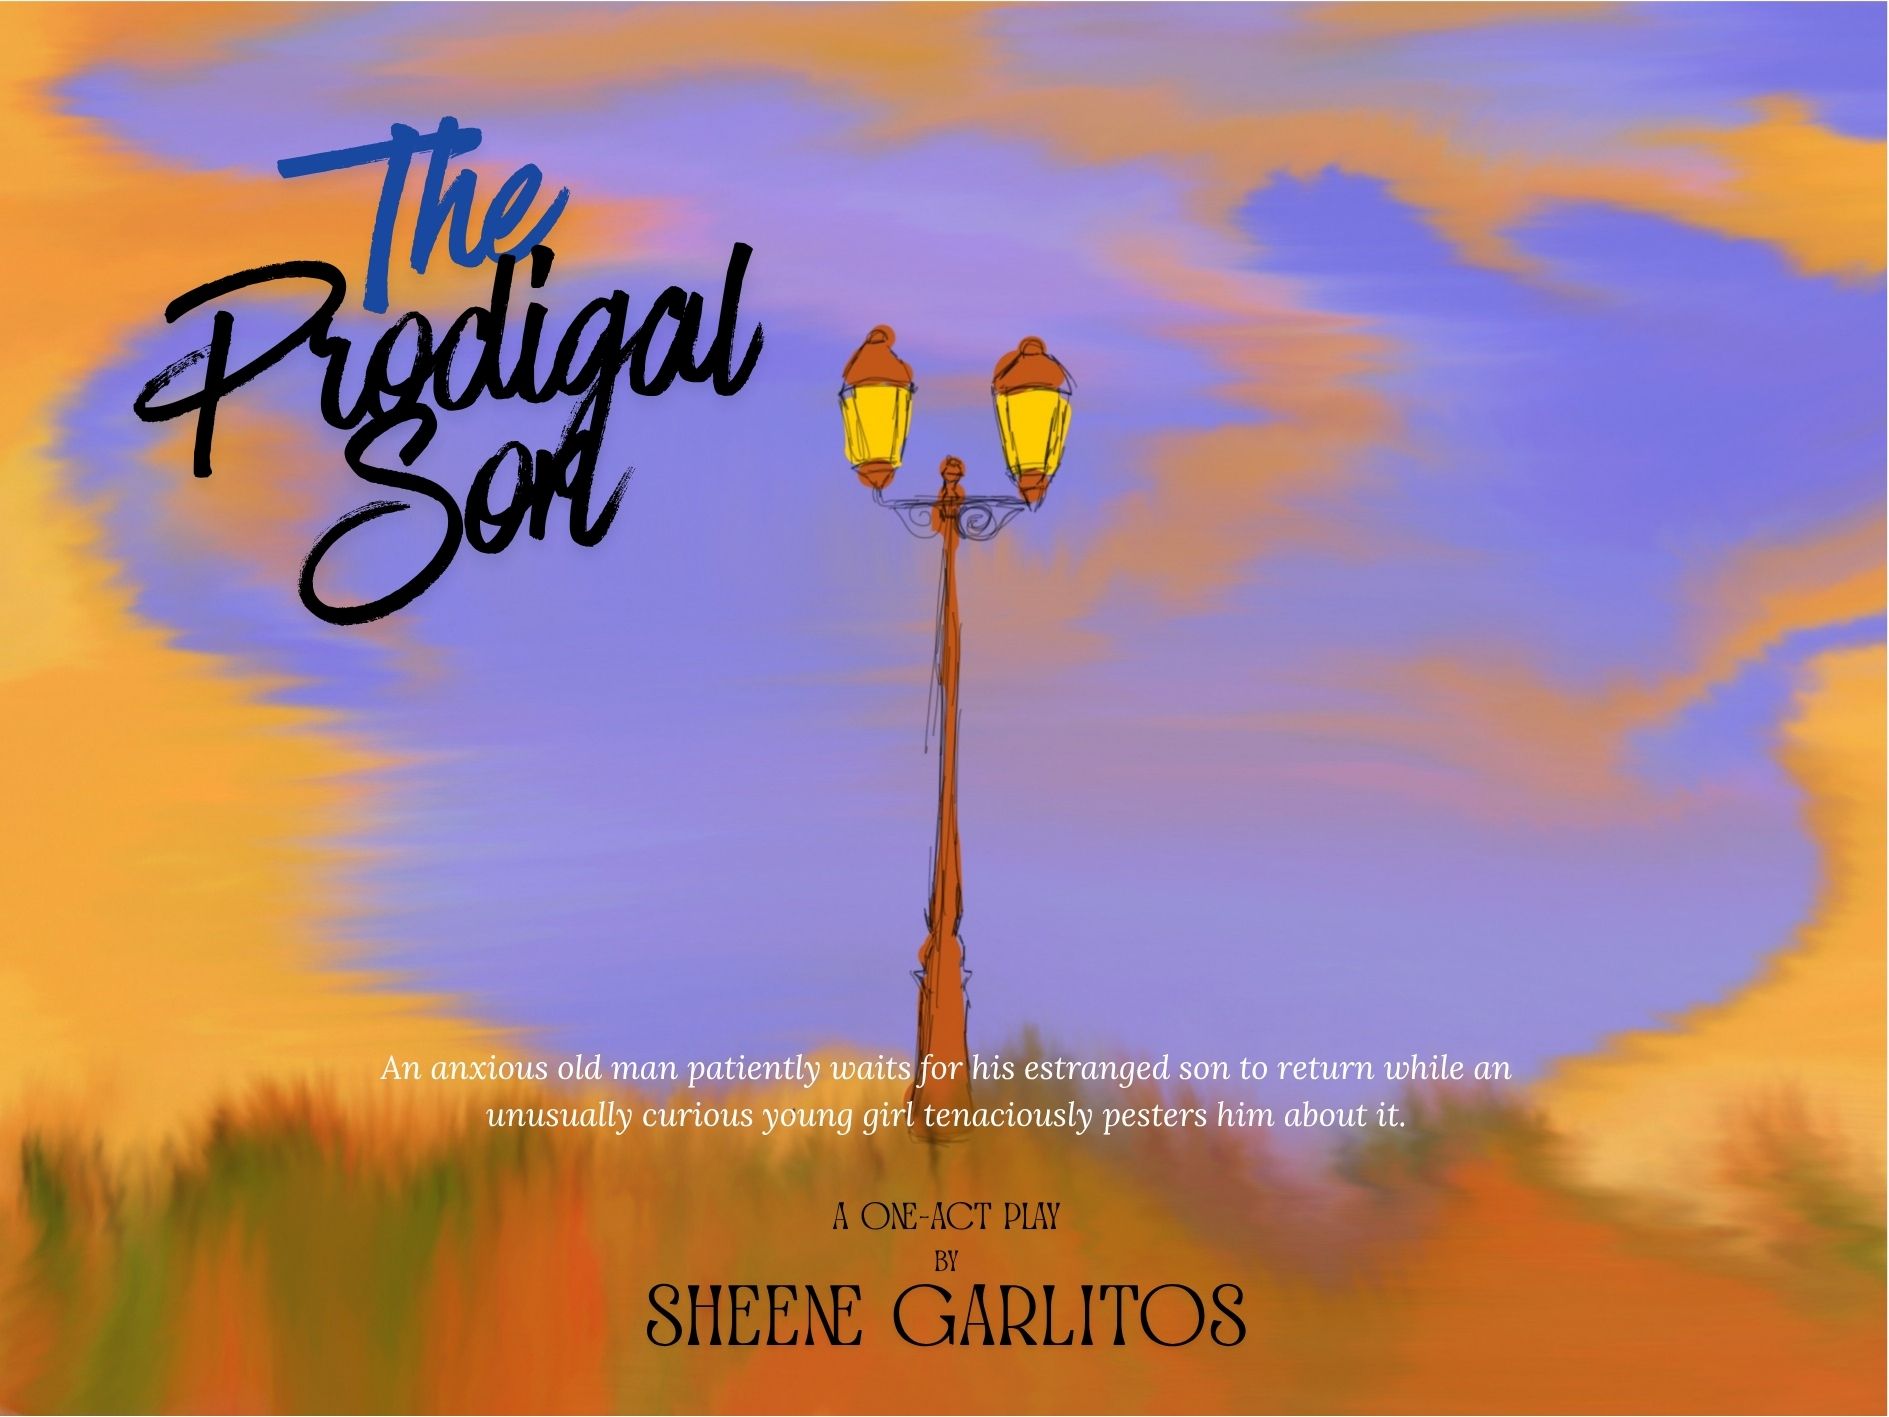 The
Prodigal
Son
An anxious old man patiently waits for his estranged son to return while an
unusually curious young girl tenaciously pesters him about it.
A ONE-ACT PLAY
BY
SHEENE GARLITOS